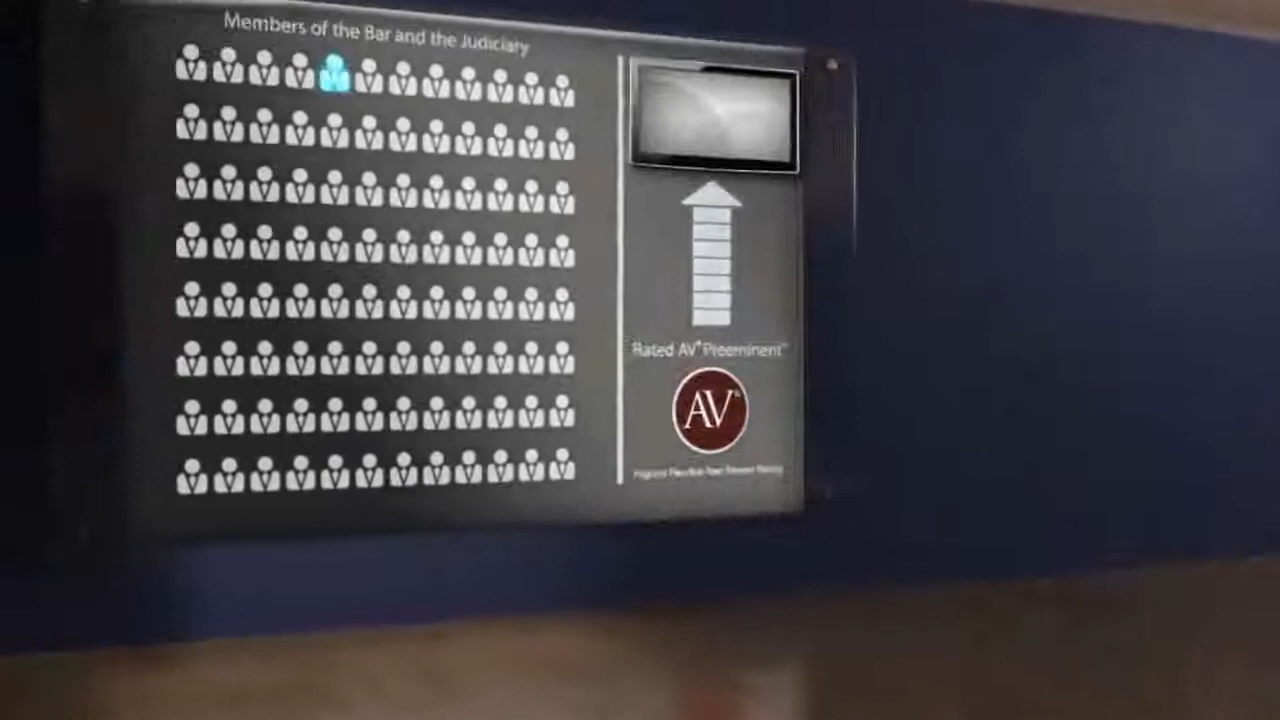 Members of the Bar and the Judiciary
Rated AV® Preeminent™
AV®